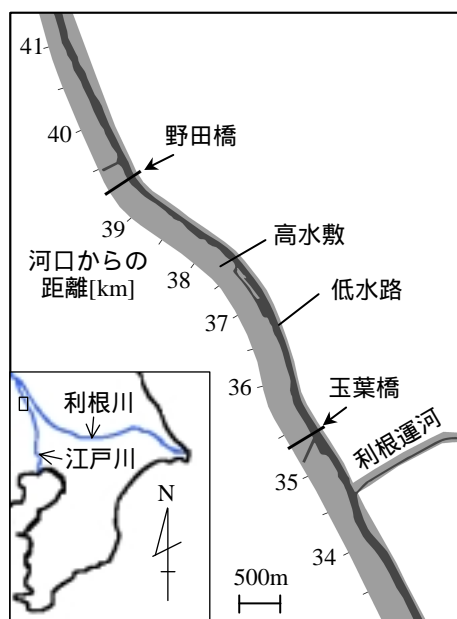 41
40
野田橋
39
高水敷
河口からの
距離[km]
38
低水路
37
36
玉葉橋
利根運河
35
34
利根川
江戸川
N
500m